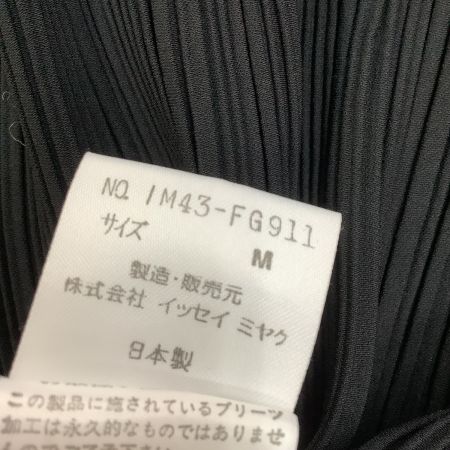 NO. IM43-FG911
サイズ M
製造・販売元
株式会社 イッセイ ミヤケ
日本製
この製品に施されているプリーツ
加工は永久的なものではありませ